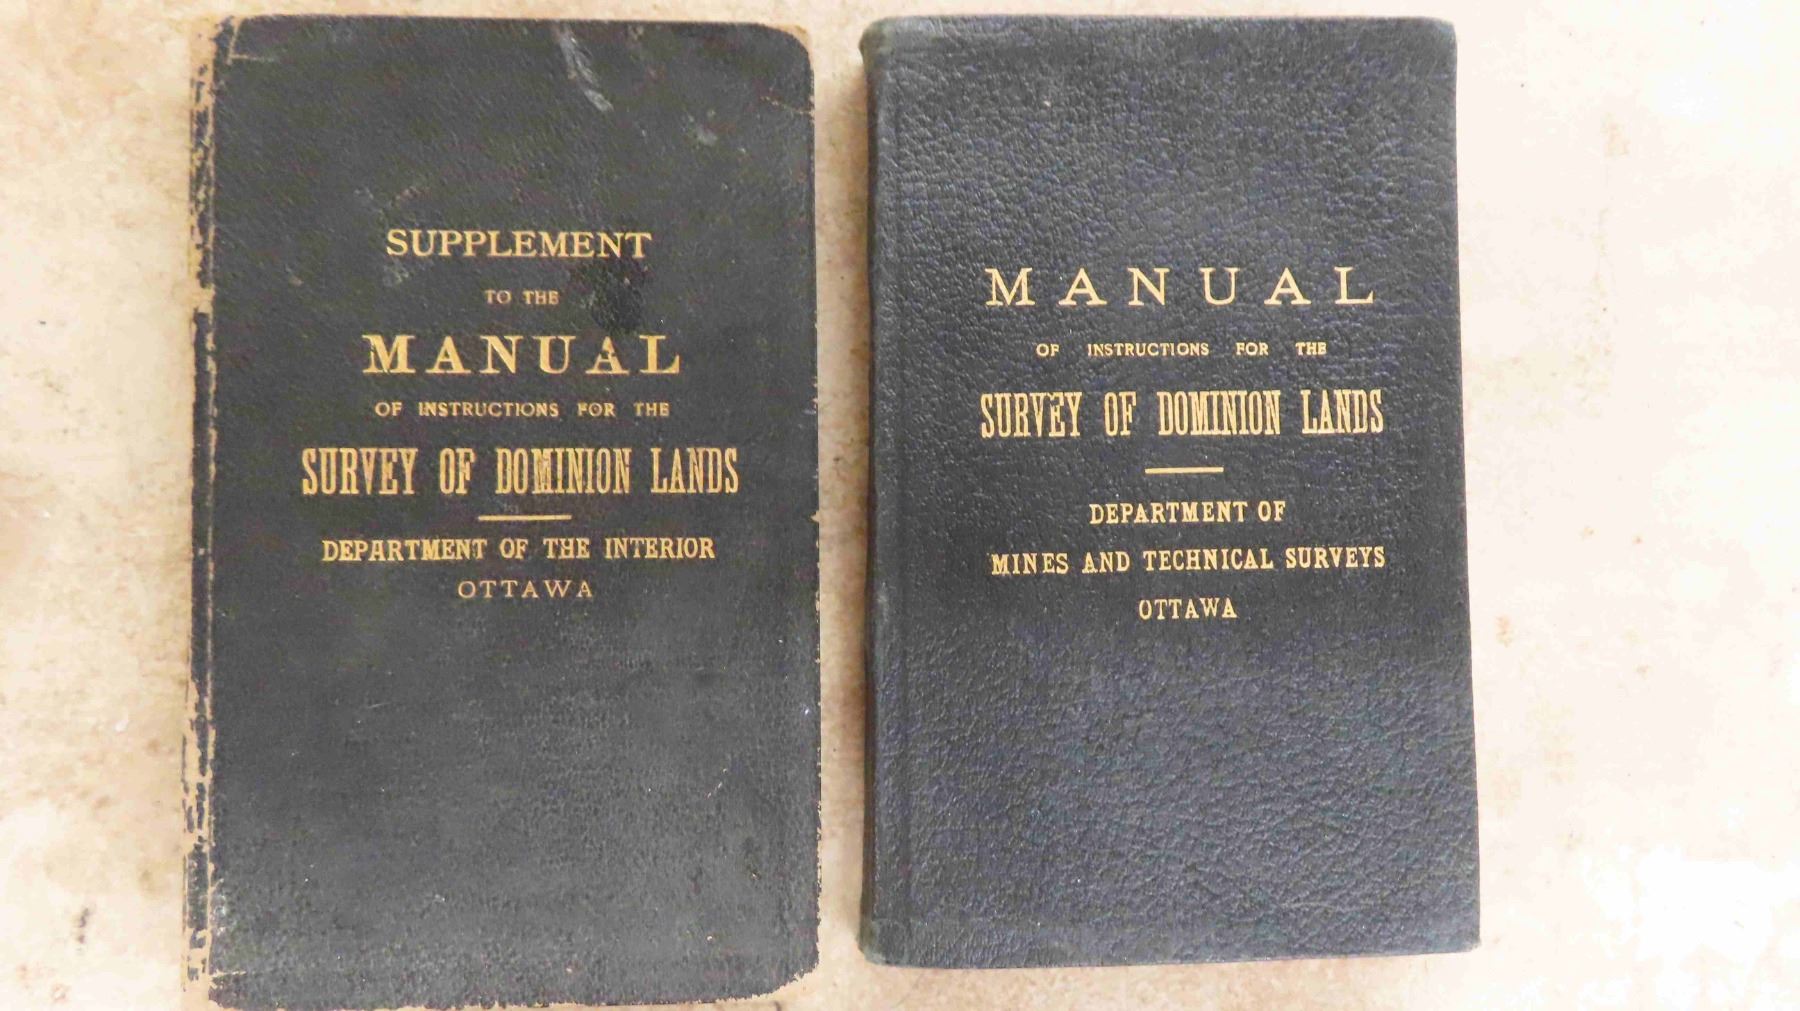 SUPPLEMENT
TO THE
MANUAL
OF INSTRUCTIONS FOR THE
SURVEY OF DOMINION LANDS
DEPARTMENT OF THE INTERIOR
OTTAWA
MANUAL
OF INSTRUCTIONS FOR THE
SURVEY OF DOMINION LANDS
DEPARTMENT OF
MINES AND TECHNICAL SURVEYS
OTTAWA